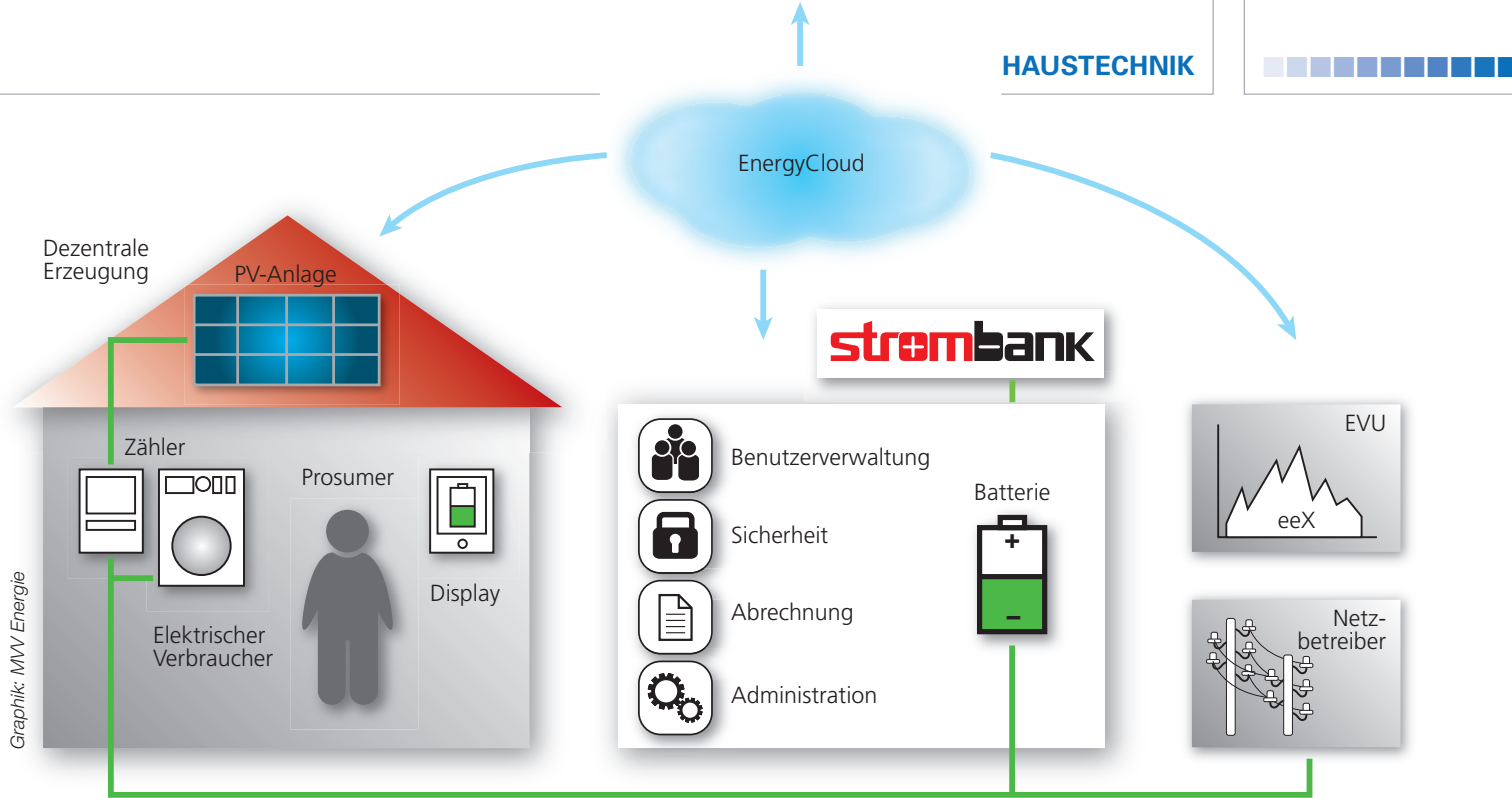 HAUSTECHNIK
EnergyCloud
Dezentrale
Erzeugung
PV-Anlage
strombank
Zähler
Prosumer
Display
Elektrischer
Verbraucher
Benutzerverwaltung
Sicherheit
Abrechnung
Administration
Batterie
+
–
EVU
eeX
Netz-
betreiber
Graphik: MVV Energie